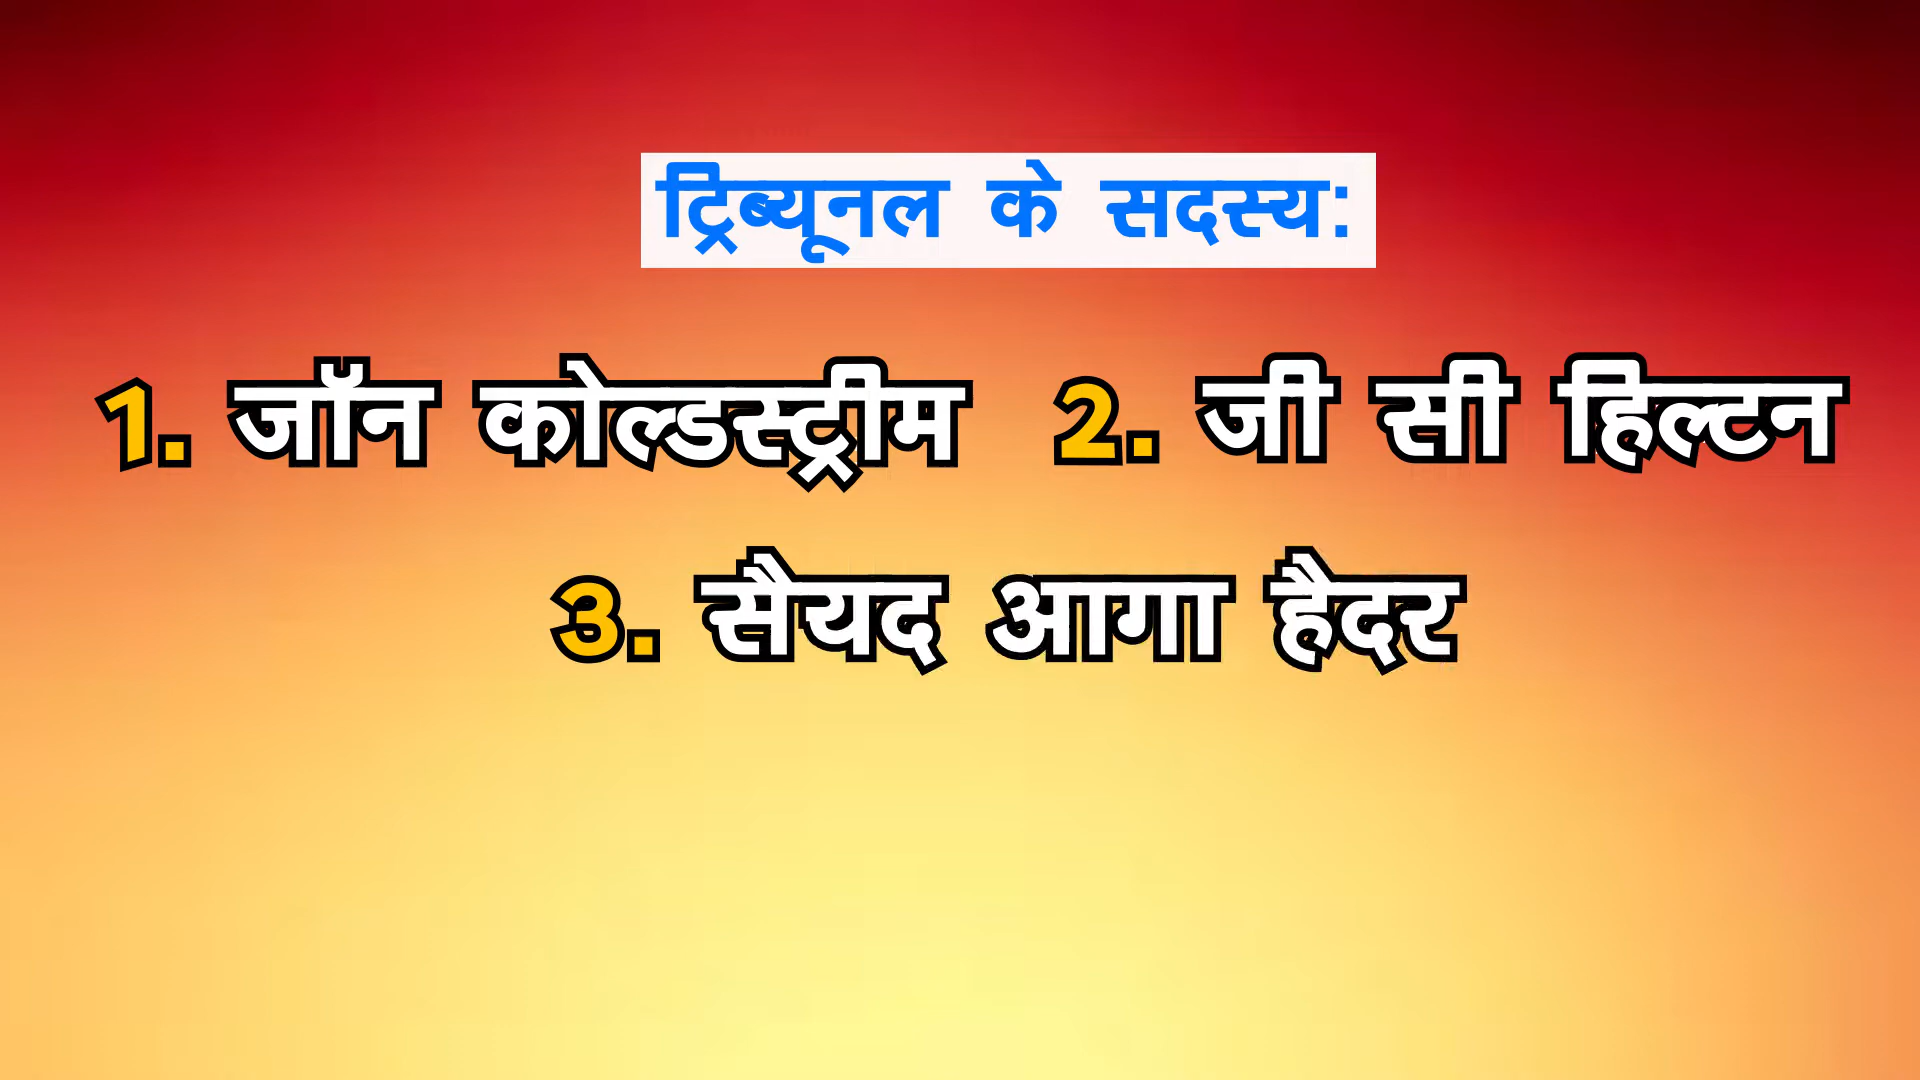 ट्रिब्यूनल के सदस्य:
1. जॉन कोल्डस्ट्रीम 2. जी सी हिल्टन
3. सैयद आगा हैदर